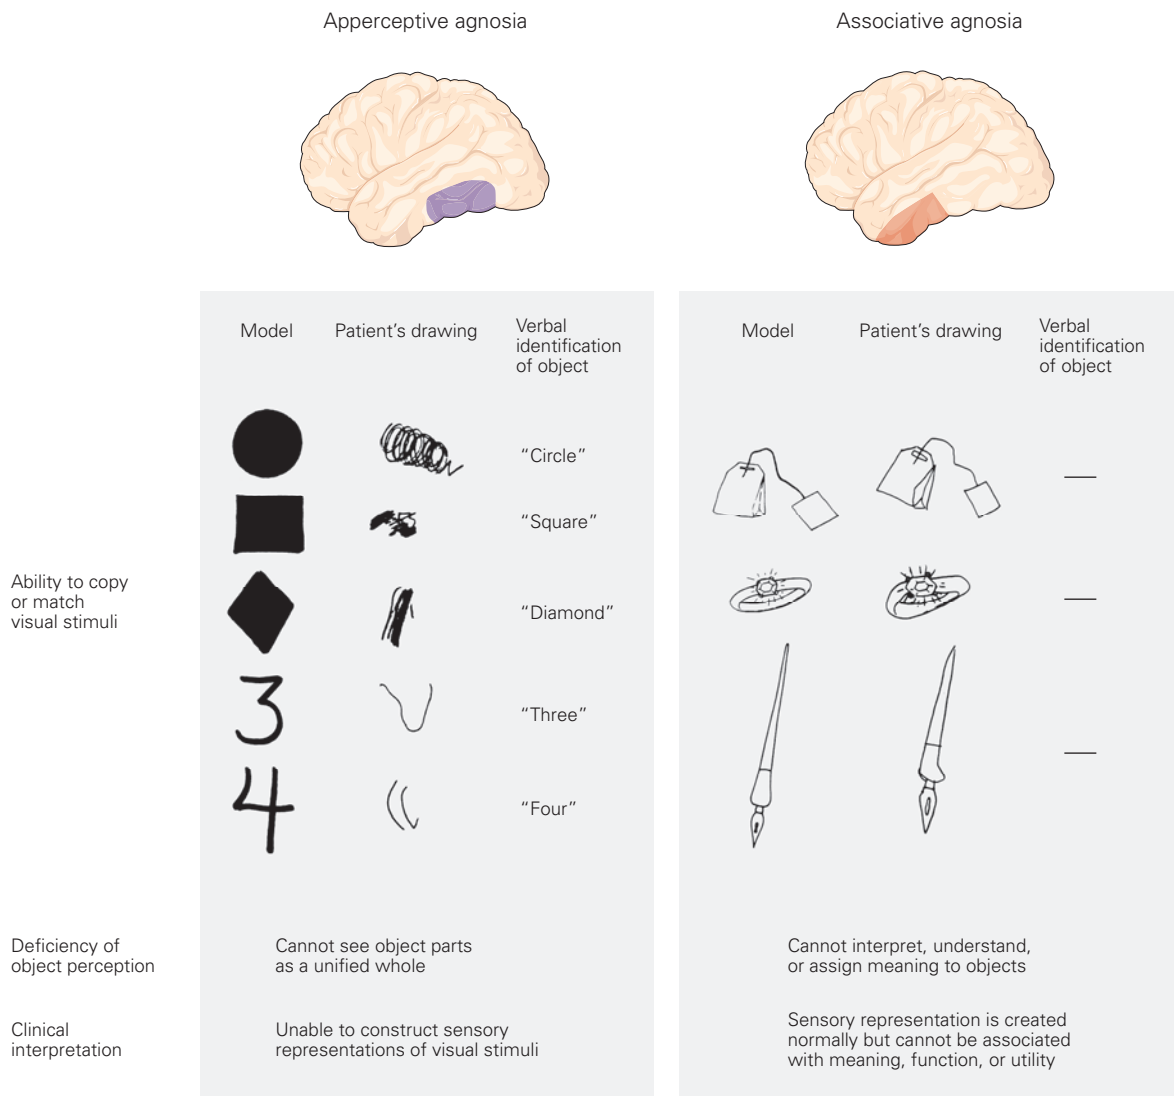 Apperceptive agnosia
Associative agnosia
Model
Patient's drawing
Verbal
identification
of object
Model
Patient's drawing
Verbal
identification
of object
Ability to copy
or match
visual stimuli
"Circle"
"Square"
"Diamond"
3
"Three"
4
"Four"
—
—
—
Deficiency of
object perception
Cannot see object parts
as a unified whole
Cannot interpret, understand,
or assign meaning to objects
Clinical
interpretation
Unable to construct sensory
representations of visual stimuli
Sensory representation is created
normally but cannot be associated
with meaning, function, or utility